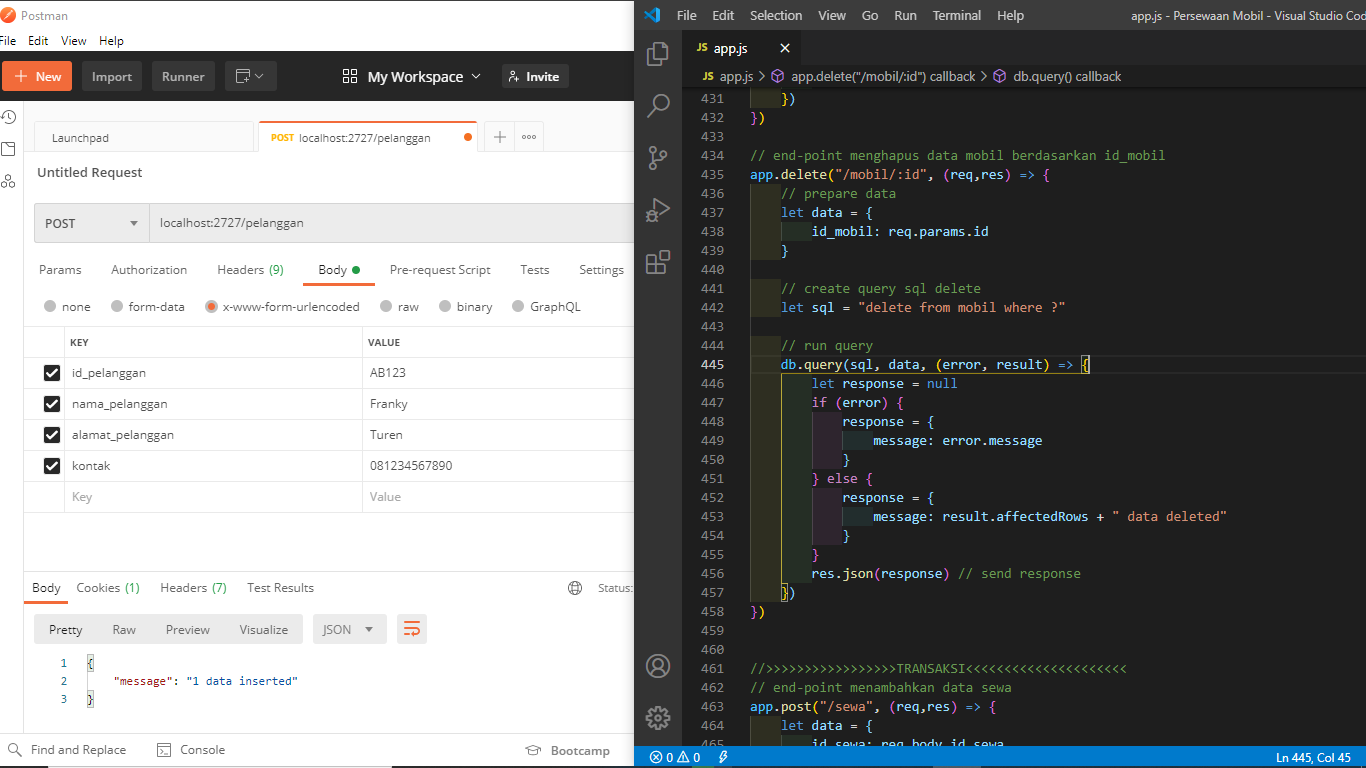 Postman
File Edit View Help
New Import Runner My Workspace Invite
Launchpad POST localhost:2727/pelanggan
Untitled Request
POST localhost:2727/pelanggan
Params Authorization Headers (9) Body Pre-request Script Tests Settings
none form-data x-www-form-urlencoded raw binary GraphQL
KEY VALUE
id_pelanggan AB123
nama_pelanggan Franky
alamat_pelanggan Turen
kontak 081234567890
Key Value
Body Cookies (1) Headers (7) Test Results Status:
Pretty Raw Preview Visualize JSON
1 {
2 "message": "1 data inserted"
3 }
Find and Replace Console Bootcamp
File Edit Selection View Go Run Terminal Help app.js - Persewaan Mobil - Visual Studio Cod
JS app.js
JS app.js > app.delete("/mobil/:id") callback > db.query() callback
431 })
432 })
433
434 // end-point menghapus data mobil berdasarkan id_mobil
435 app.delete("/mobil/:id", (req,res) => {
436 // prepare data
437 let data = {
438 id_mobil: req.params.id
439 }
440
441 // create query sql delete
442 let sql = "delete from mobil where ?"
443
444 // run query
445 db.query(sql, data, (error, result) => {
446 let response = null
447 if (error) {
448 response = {
449 message: error.message
450 }
451 } else {
452 response = {
453 message: result.affectedRows + " data deleted"
454 }
455 }
456 res.json(response) // send response
457 })
458 })
459
460
461 //>>>>>>>>>>>>>>>>>TRANSAKSI<<<<<<<<<<<<<<<<<<<<<
462 // end-point menambahkan data sewa
463 app.post("/sewa", (req,res) => {
464 let data = {
465 id_sewa: req.body.id_sewa
0 0 Ln 445, Col 45